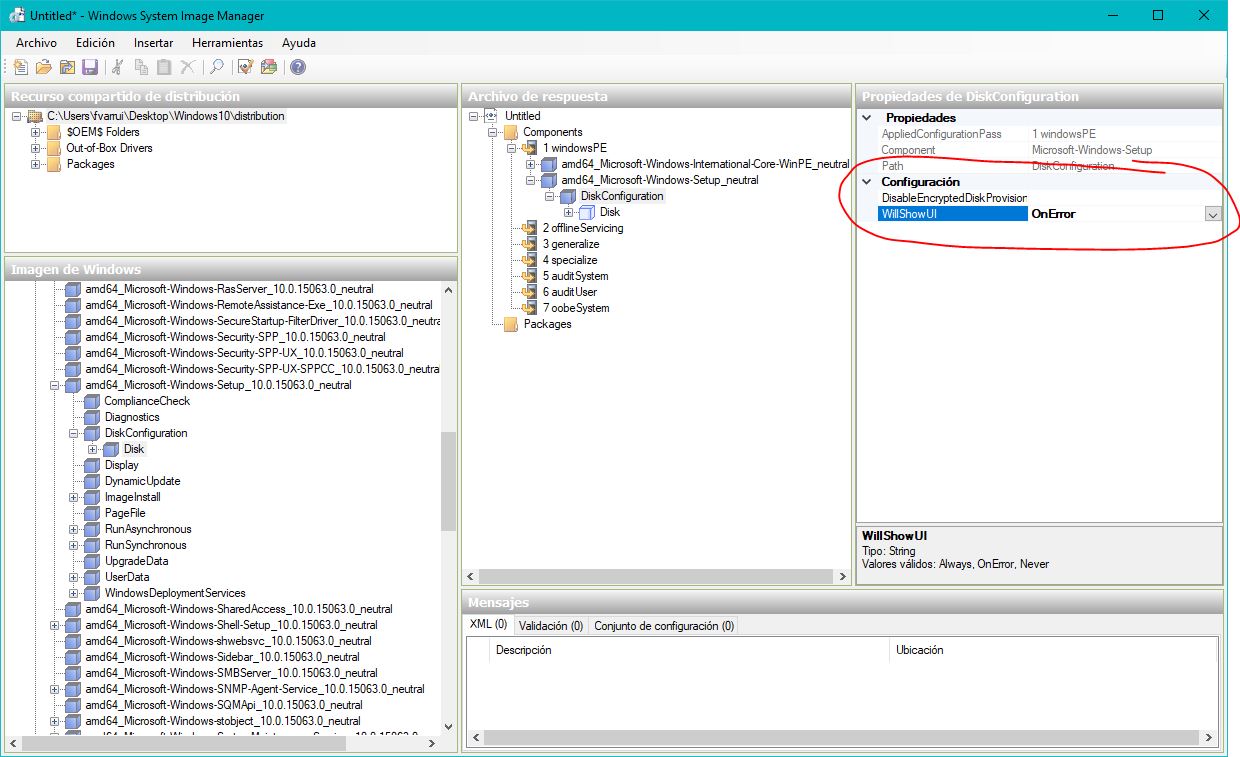 Untitled* - Windows System Image Manager
Archivo Edición Insertar Herramientas Ayuda
Recurso compartido de distribución
C:\Users\fvarrui\Desktop\Windows10\distribution
$OEM$ Folders
Out-of-Box Drivers
Packages
Imagen de Windows
amd64_Microsoft-Windows-RasServer_10.0.15063.0_neutral
amd64_Microsoft-Windows-RemoteAssistance-Exe_10.0.15063.0_neutral
amd64_Microsoft-Windows-SecureStartup-FilterDriver_10.0.15063.0_neutra
amd64_Microsoft-Windows-Security-SPP_10.0.15063.0_neutral
amd64_Microsoft-Windows-Security-SPP-UX_10.0.15063.0_neutral
amd64_Microsoft-Windows-Security-SPP-UX-SPPCC_10.0.15063.0_neutral
amd64_Microsoft-Windows-Setup_10.0.15063.0_neutral
ComplianceCheck
Diagnostics
DiskConfiguration
Disk
Display
DynamicUpdate
ImageInstall
PageFile
RunAsynchronous
RunSynchronous
UpgradeData
UserData
WindowsDeploymentServices
amd64_Microsoft-Windows-SharedAccess_10.0.15063.0_neutral
amd64_Microsoft-Windows-Shell-Setup_10.0.15063.0_neutral
amd64_Microsoft-Windows-shwebsvc_10.0.15063.0_neutral
amd64_Microsoft-Windows-Sidebar_10.0.15063.0_neutral
amd64_Microsoft-Windows-SMBServer_10.0.15063.0_neutral
amd64_Microsoft-Windows-SNMP-Agent-Service_10.0.15063.0_neutral
amd64_Microsoft-Windows-SQMApi_10.0.15063.0_neutral
amd64_Microsoft-Windows-stobject_10.0.15063.0_neutral
Archivo de respuesta
Untitled
Components
1 windowsPE
amd64_Microsoft-Windows-International-Core-WinPE_neutral
amd64_Microsoft-Windows-Setup_neutral
DiskConfiguration
Disk
2 offlineServicing
3 generalize
4 specialize
5 auditSystem
6 auditUser
7 oobeSystem
Packages
Propiedades de DiskConfiguration
Propiedades
AppliedConfigurationPass 1 windowsPE
Component Microsoft-Windows-Setup
Path DiskConfiguration
Configuración
DisableEncryptedDiskProvision
WillShowUI OnError
WillShowUI
Tipo: String
Valores válidos: Always, OnError, Never
Mensajes
XML (0) Validación (0) Conjunto de configuración (0)
Descripción Ubicación